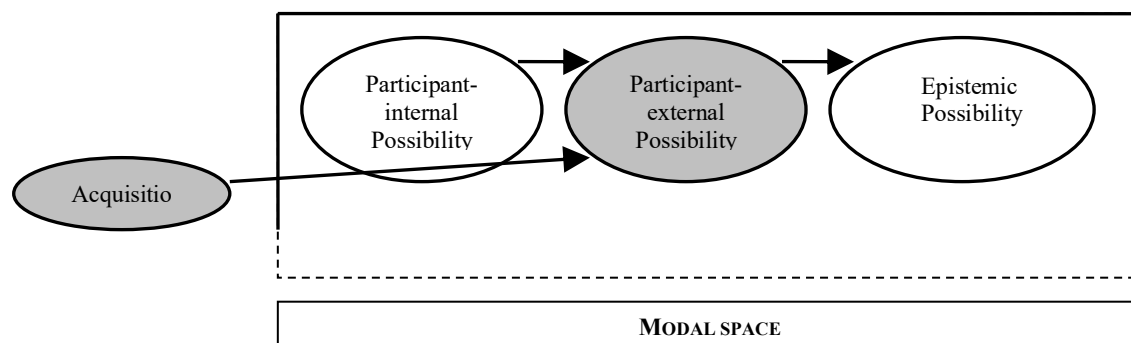 Participant-
internal
Possibility
Participant-
external
Possibility
Epistemic
Possibility
Acquisitio
MODAL SPACE